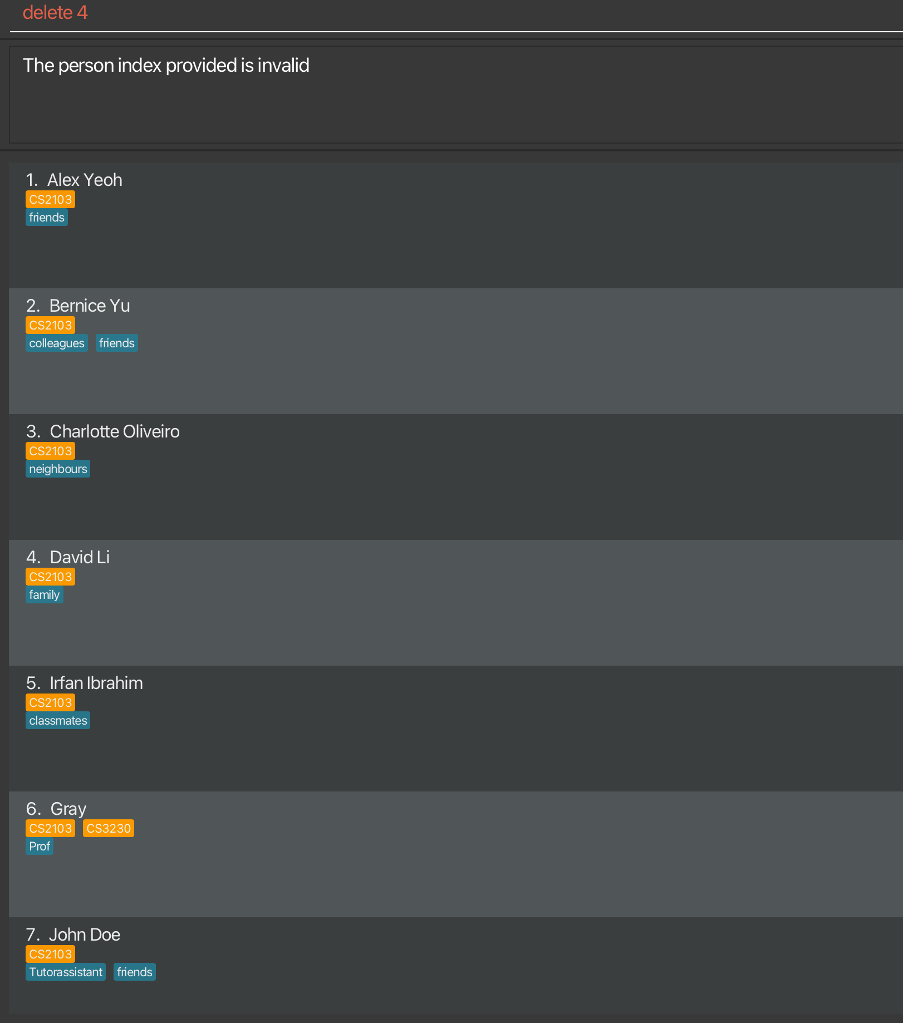 delete 4
The person index provided is invalid
1. Alex Yeoh
CS2103
friends
2. Bernice Yu
CS2103
colleagues friends
3. Charlotte Oliveiro
CS2103
neighbours
4. David Li
CS2103
family
5. Irfan Ibrahim
CS2103
classmates
6. Gray
CS2103 CS3230
Prof
7. John Doe
CS2103
Tutorassistant friends